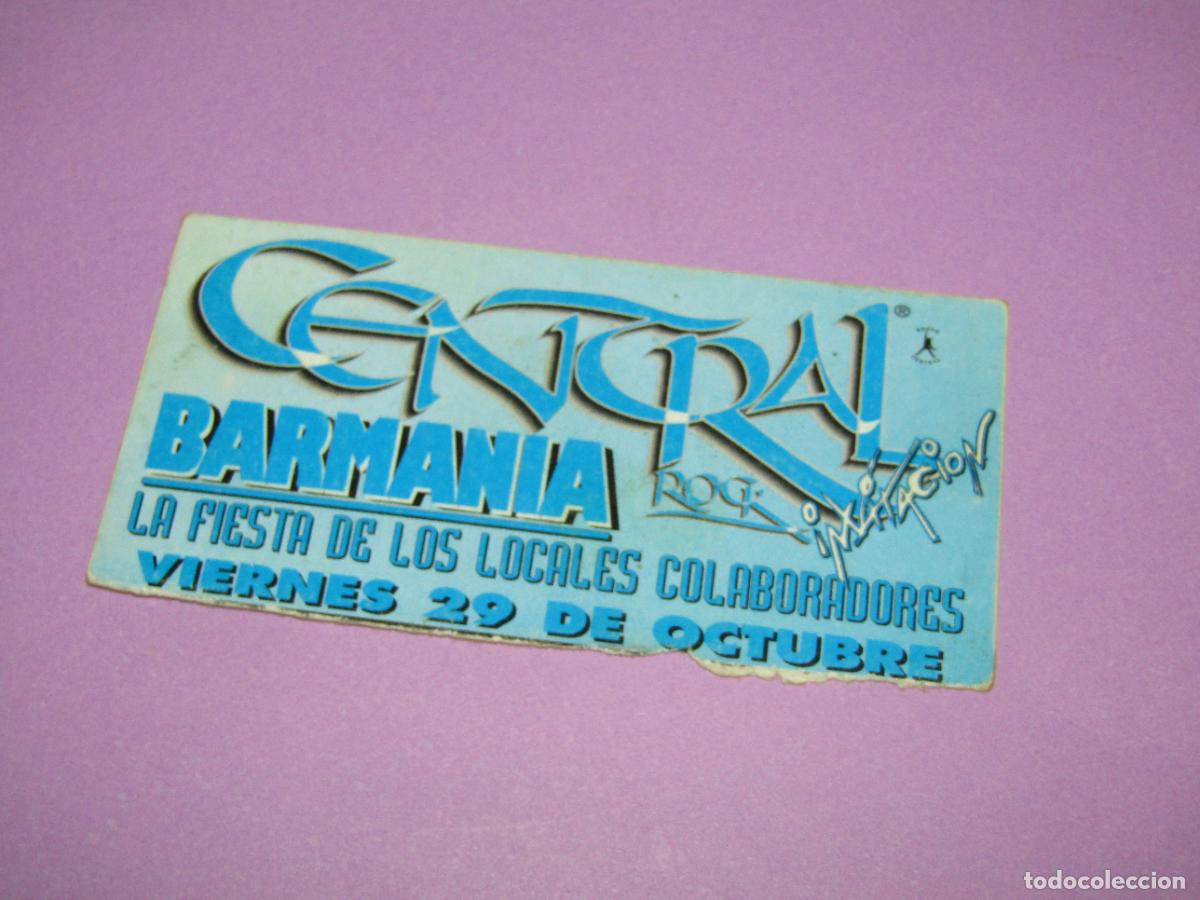 CENTRAL ®
ROCK
BARMANIA
iNVITACION
LA FIESTA DE LOS LOCALES COLABORADORES
VIERNES 29 DE OCTUBRE
todocoleccion